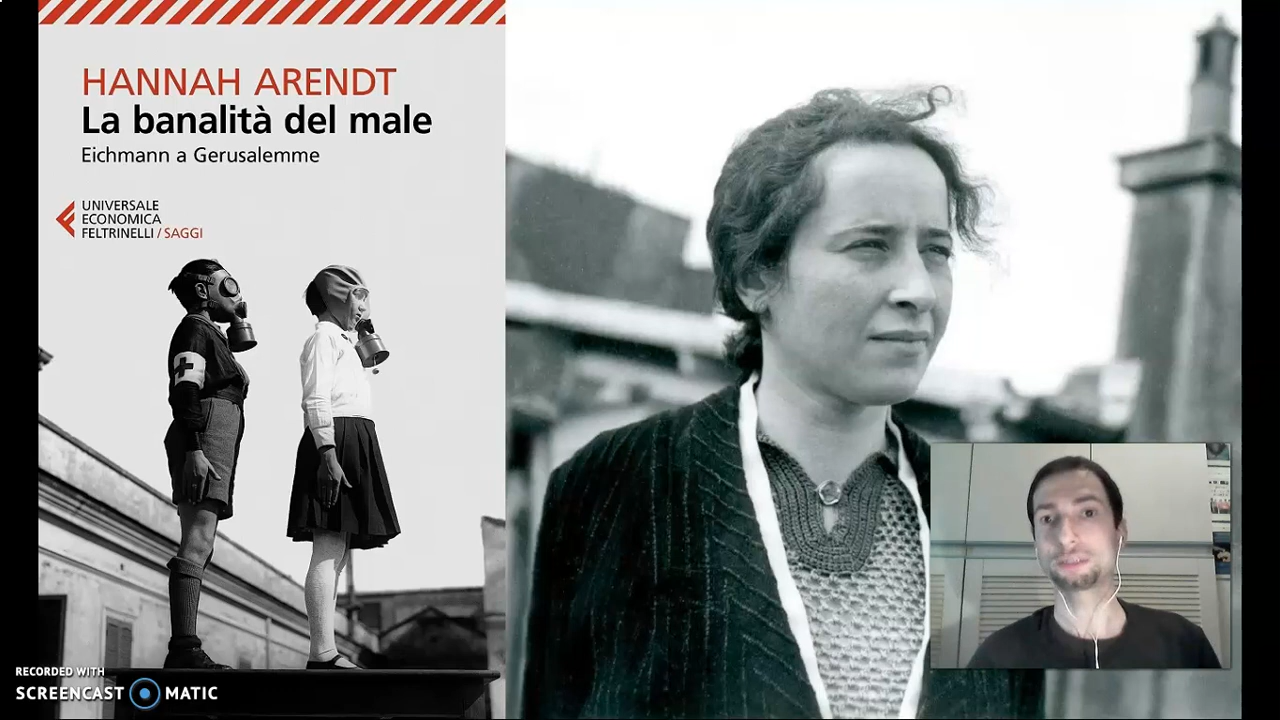 HANNAH ARENDT
La banalità del male
Eichmann a Gerusalemme
UNIVERSALE
ECONOMICA
FELTRINELLI / SAGGI
RECORDED WITH
SCREENCAST MATIC